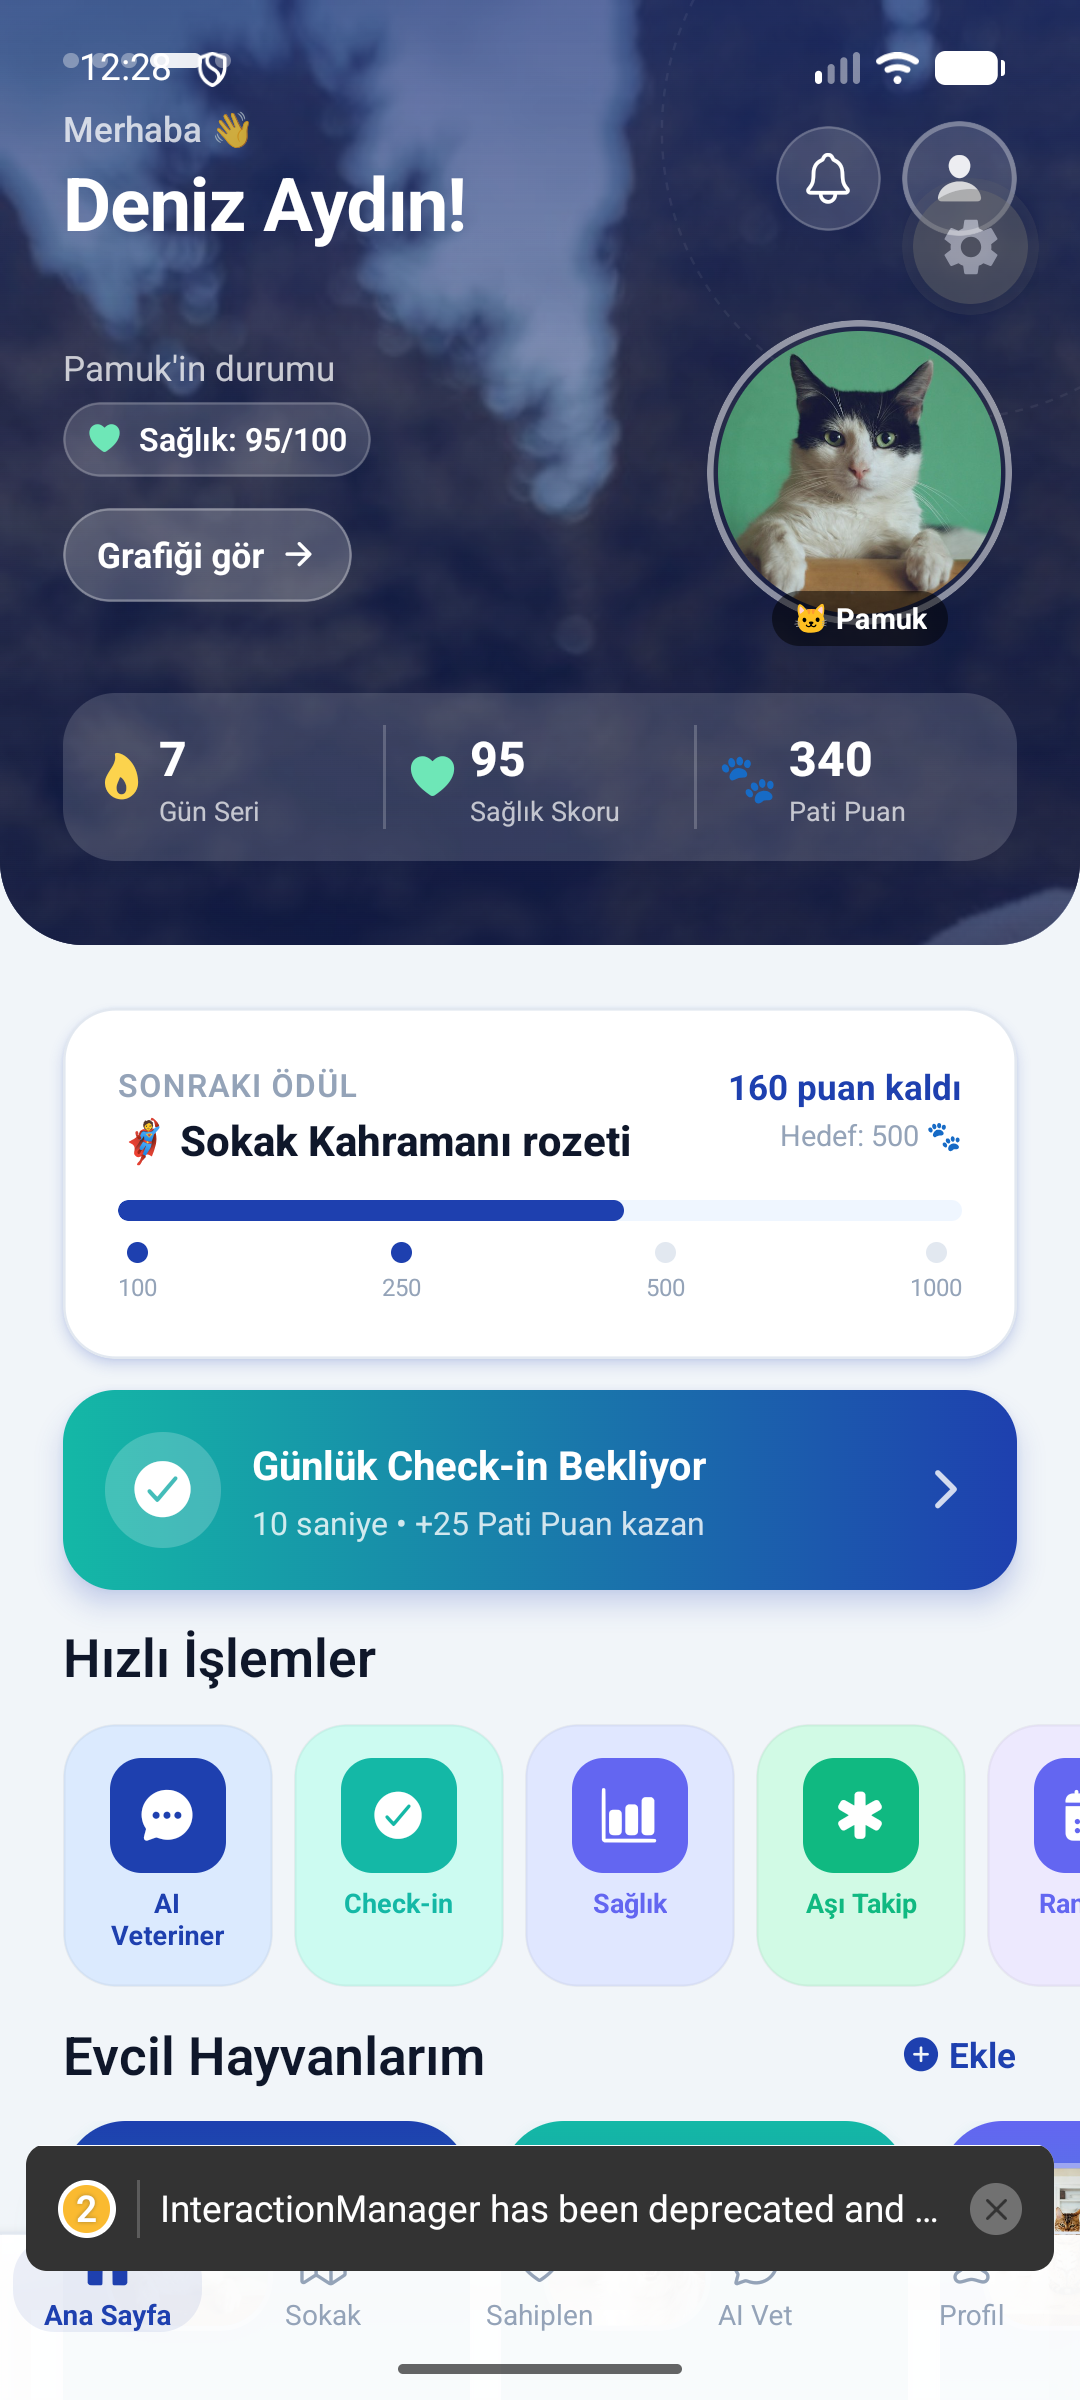 12:28
Merhaba 👋
Deniz Aydın!
Pamuk'in durumu
Sağlık: 95/100
Grafiği gör →
🐱 Pamuk
7
Gün Seri
95
Sağlık Skoru
340
Pati Puan
SONRAKI ÖDÜL
160 puan kaldı
Sokak Kahramanı rozeti
Hedef: 500 🐾
100
250
500
1000
Günlük Check-in Bekliyor
10 saniye • +25 Pati Puan kazan
Hızlı İşlemler
AI
Veteriner
Check-in
Sağlık
Aşı Takip
Ran
Evcil Hayvanlarım
Ekle
2
InteractionManager has been deprecated and ...
Ana Sayfa
Sokak
Sahiplen
AI Vet
Profil